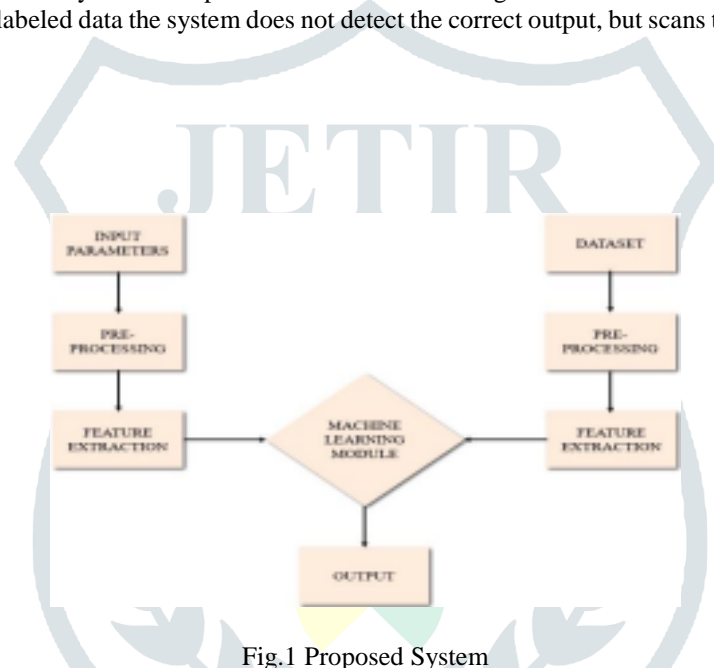 labeled data the system does not detect the correct output, but scans
JETIR
INPUT
PARAMETERS
DATASET
PRE-
PROCESSING
PRE-
PROCESSING
FEATURE
EXTRACTION
MACHINE
LEARNING
MODULE
FEATURE
EXTRACTION
OUTPUT
Fig.1 Proposed System